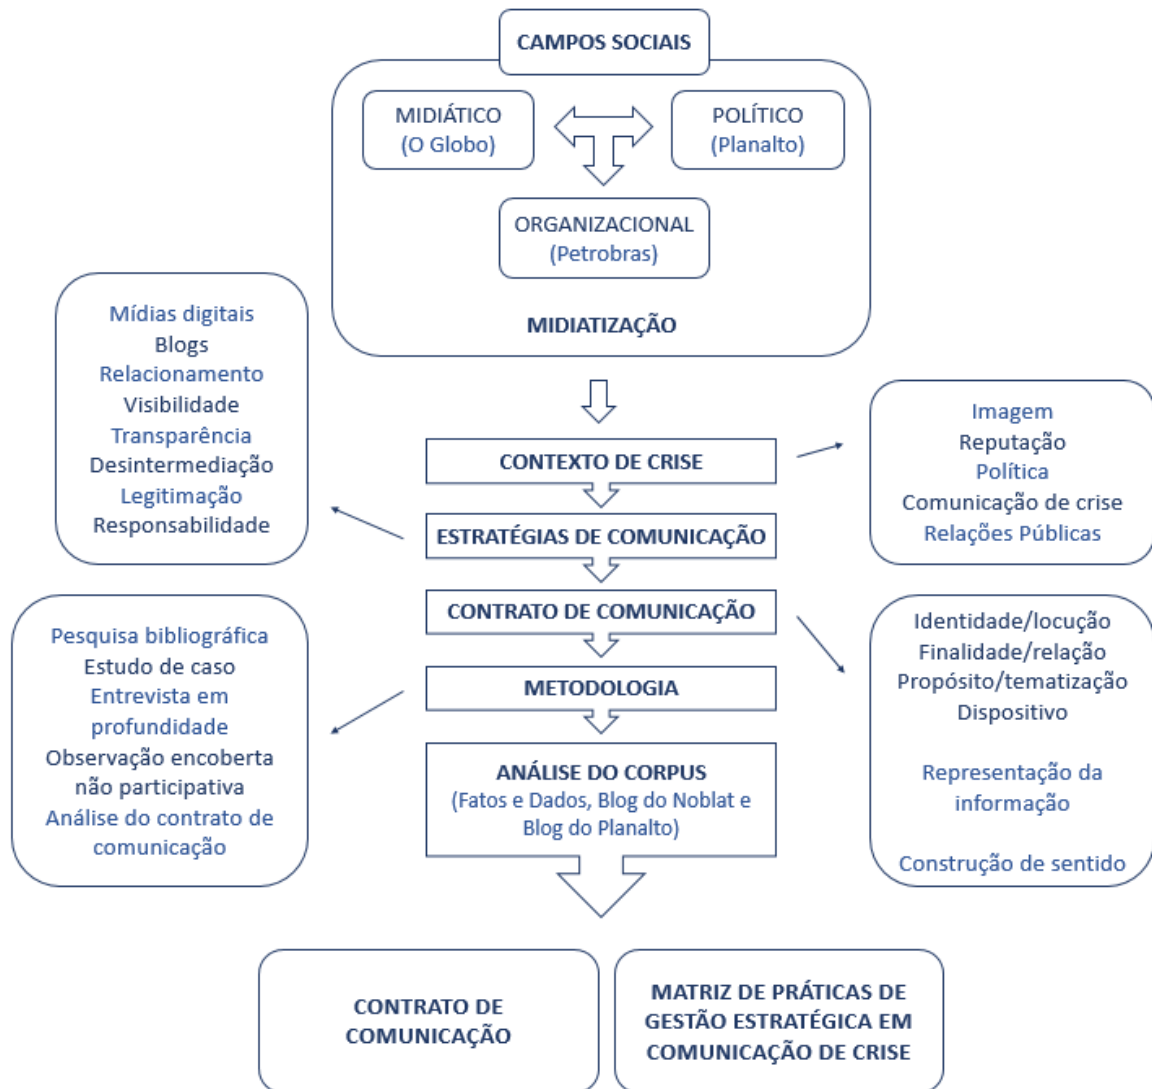 CAMPOS SOCIAIS
MIDIÁTICO
(O Globo)
POLÍTICO
(Planalto)
ORGANIZACIONAL
(Petrobras)
MIDIATIZAÇÃO
Mídias digitais
Blogs
Relacionamento
Visibilidade
Transparência
Desintermediação
Legitimação
Responsabilidade
Imagem
Reputação
Política
Comunicação de crise
Relações Públicas
CONTEXTO DE CRISE
ESTRATÉGIAS DE COMUNICAÇÃO
CONTRATO DE COMUNICAÇÃO
METODOLOGIA
ANÁLISE DO CORPUS
(Fatos e Dados, Blog do Noblat e
Blog do Planalto)
Pesquisa bibliográfica
Estudo de caso
Entrevista em
profundidade
Observação encoberta
não participativa
Análise do contrato de
comunicação
Identidade/locução
Finalidade/relação
Propósito/tematização
Dispositivo
Representação da
informação
Construção de sentido
CONTRATO DE
COMUNICAÇÃO
MATRIZ DE PRÁTICAS DE
GESTÃO ESTRATÉGICA EM
COMUNICAÇÃO DE CRISE